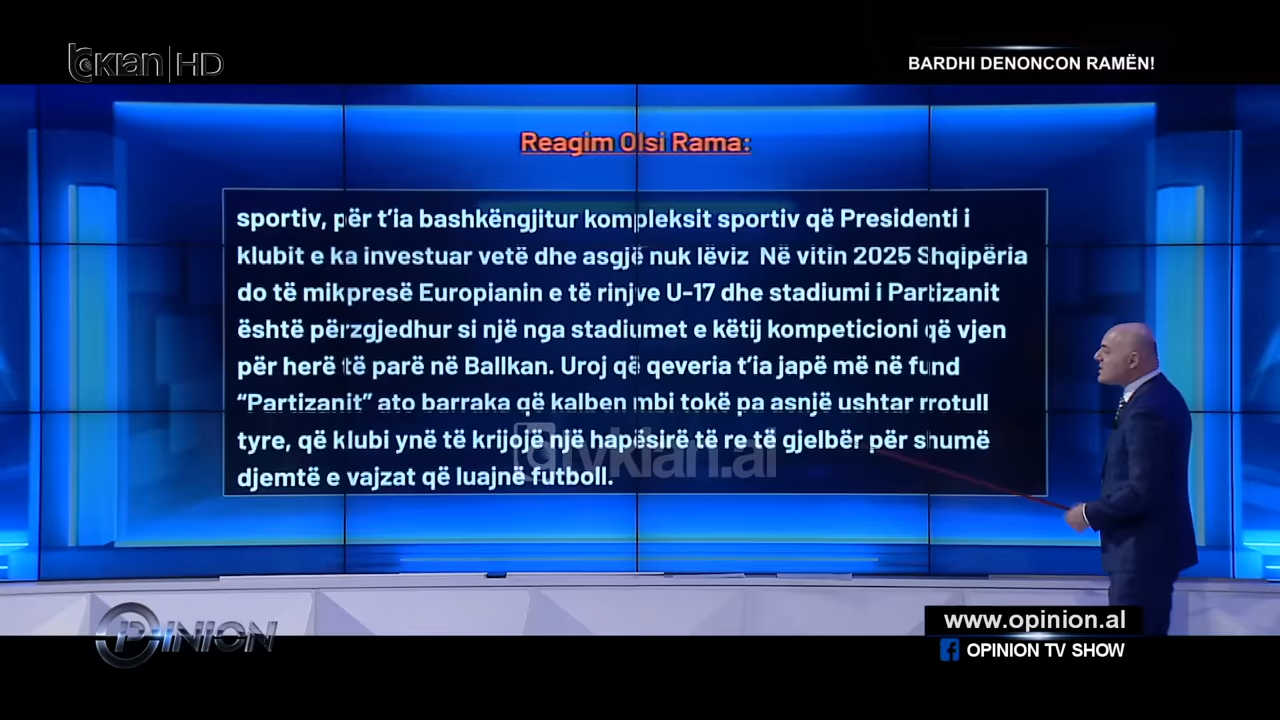 tvklan HD
BARDHI DENONCON RAMËN!
Reagim Olsi Rama:
sportiv, për t’ia bashkëngjitur kompleksit sportiv që Presidenti i
klubit e ka investuar vetë dhe asgjë nuk lëviz Në vitin 2025 Shqipëria
do të mikpresë Europianin e të rinjve U-17 dhe stadiumi i Partizanit
është përzgjedhur si një nga stadiumet e këtij kompeticioni që vjen
për herë të parë në Ballkan. Uroj që qeveria t’ia japë më në fund
“Partizanit” ato barraka që kalben mbi tokë pa asnjë ushtar rrotull
tyre, që klubi ynë të krijojë një hapësirë të re të gjelbër për shumë
djemtë e vajzat që luajnë futboll.
tvklan.al
OPINION
www.opinion.al
OPINION TV SHOW